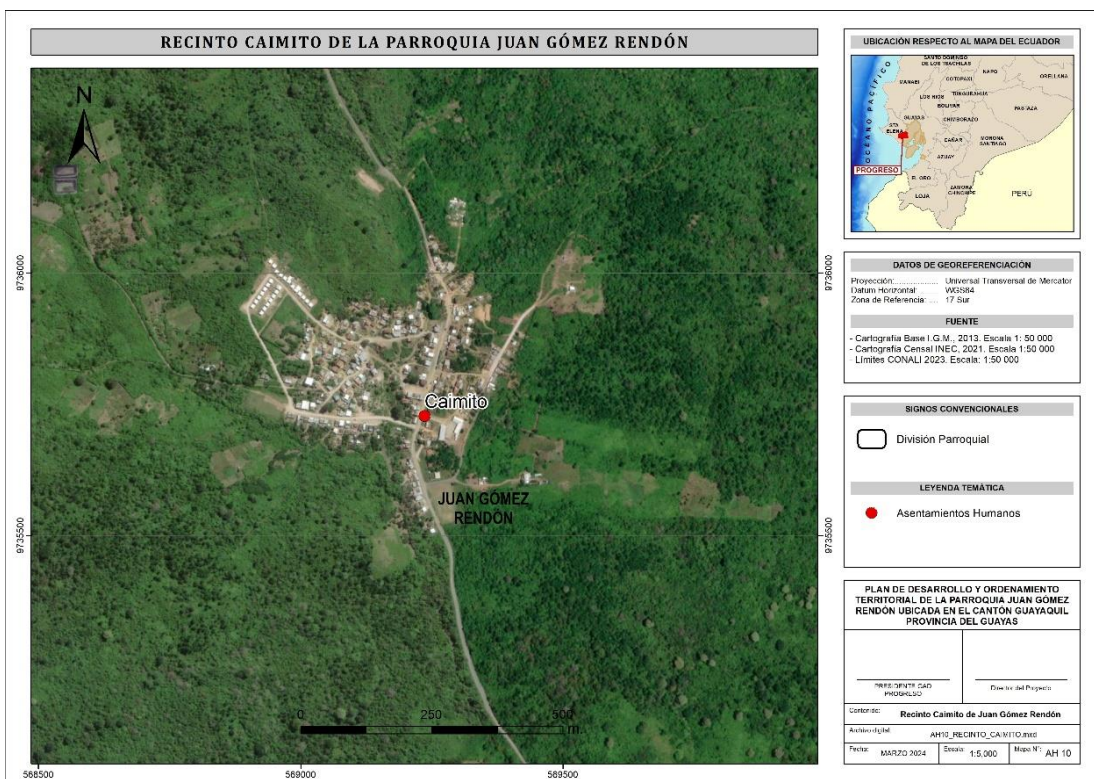 RECINTO CAIMITO DE LA PARROQUIA JUAN GÓMEZ RENDÓN
N
9736000
9736000
9735500
9735500
568500
569000
569500
Caimito
JUAN GÓMEZ
RENDÓN
0 250 500
m.
UBICACIÓN RESPECTO AL MAPA DEL ECUADOR
OCÉANO PACÍFICO
SANTO DOMINGO
DE LOS TSACHILAS
NAPO
ORELLANA
MANABI
COTOPAXI
TUNGURAHUA
LOS RIOS
BOLIVAR
PASTAZA
GUAYAS
CHIMBORAZO
STA
ELENA
CAÑAR
MORONA
SANTIAGO
AZUAY
PROGRESO
EL ORO
ZAMORA
CHINCHIPE
LOJA
PERÚ
DATOS DE GEOREFERENCIACIÓN
Proyección: Universal Transversal de Mercator
Datum Horizontal: WGS84
Zona de Referencia: 17 Sur
FUENTE
- Cartografía Base I.G.M., 2013. Escala 1: 50 000
- Cartografía Censal INEC, 2021. Escala 1:50 000
- Límites CONALI 2023. Escala: 1:50 000
SIGNOS CONVENCIONALES
División Parroquial
LEYENDA TEMÁTICA
Asentamientos Humanos
PLAN DE DESARROLLO Y ORDENAMIENTO
TERRITORIAL DE LA PARROQUIA JUAN GÓMEZ
RENDÓN UBICADA EN EL CANTÓN GUAYAQUIL
PROVINCIA DEL GUAYAS
PRESIDENTE GAD
PROGRESO
Director del Proyecto
Contenido: Recinto Caimito de Juan Gómez Rendón
Archivo digital: AH10_RECINTO_CAIMITO.mxd
Fecha: MARZO 2024 Escala: 1:5,000 Mapa N°: AH 10